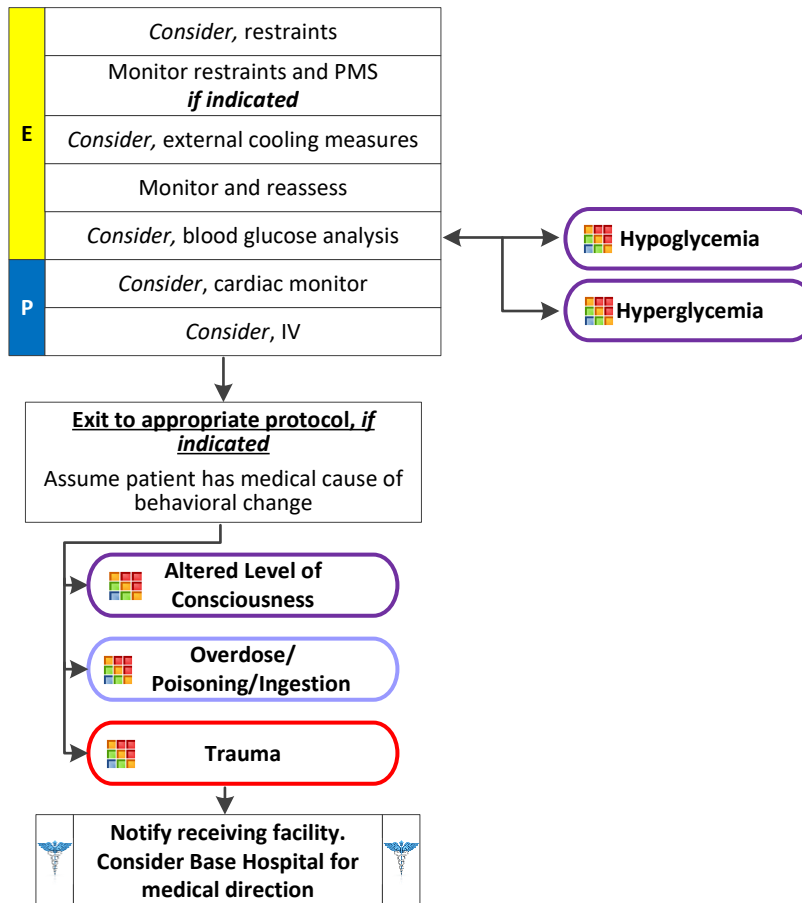 E
Consider, restraints
Monitor restraints and PMS
if indicated
Consider, external cooling measures
Monitor and reassess
Consider, blood glucose analysis
P
Consider, cardiac monitor
Consider, IV
Hypoglycemia
Hyperglycemia
Exit to appropriate protocol, if
indicated
Assume patient has medical cause of
behavioral change
Altered Level of
Consciousness
Overdose/
Poisoning/Ingestion
Trauma
Notify receiving facility.
Consider Base Hospital for
medical direction